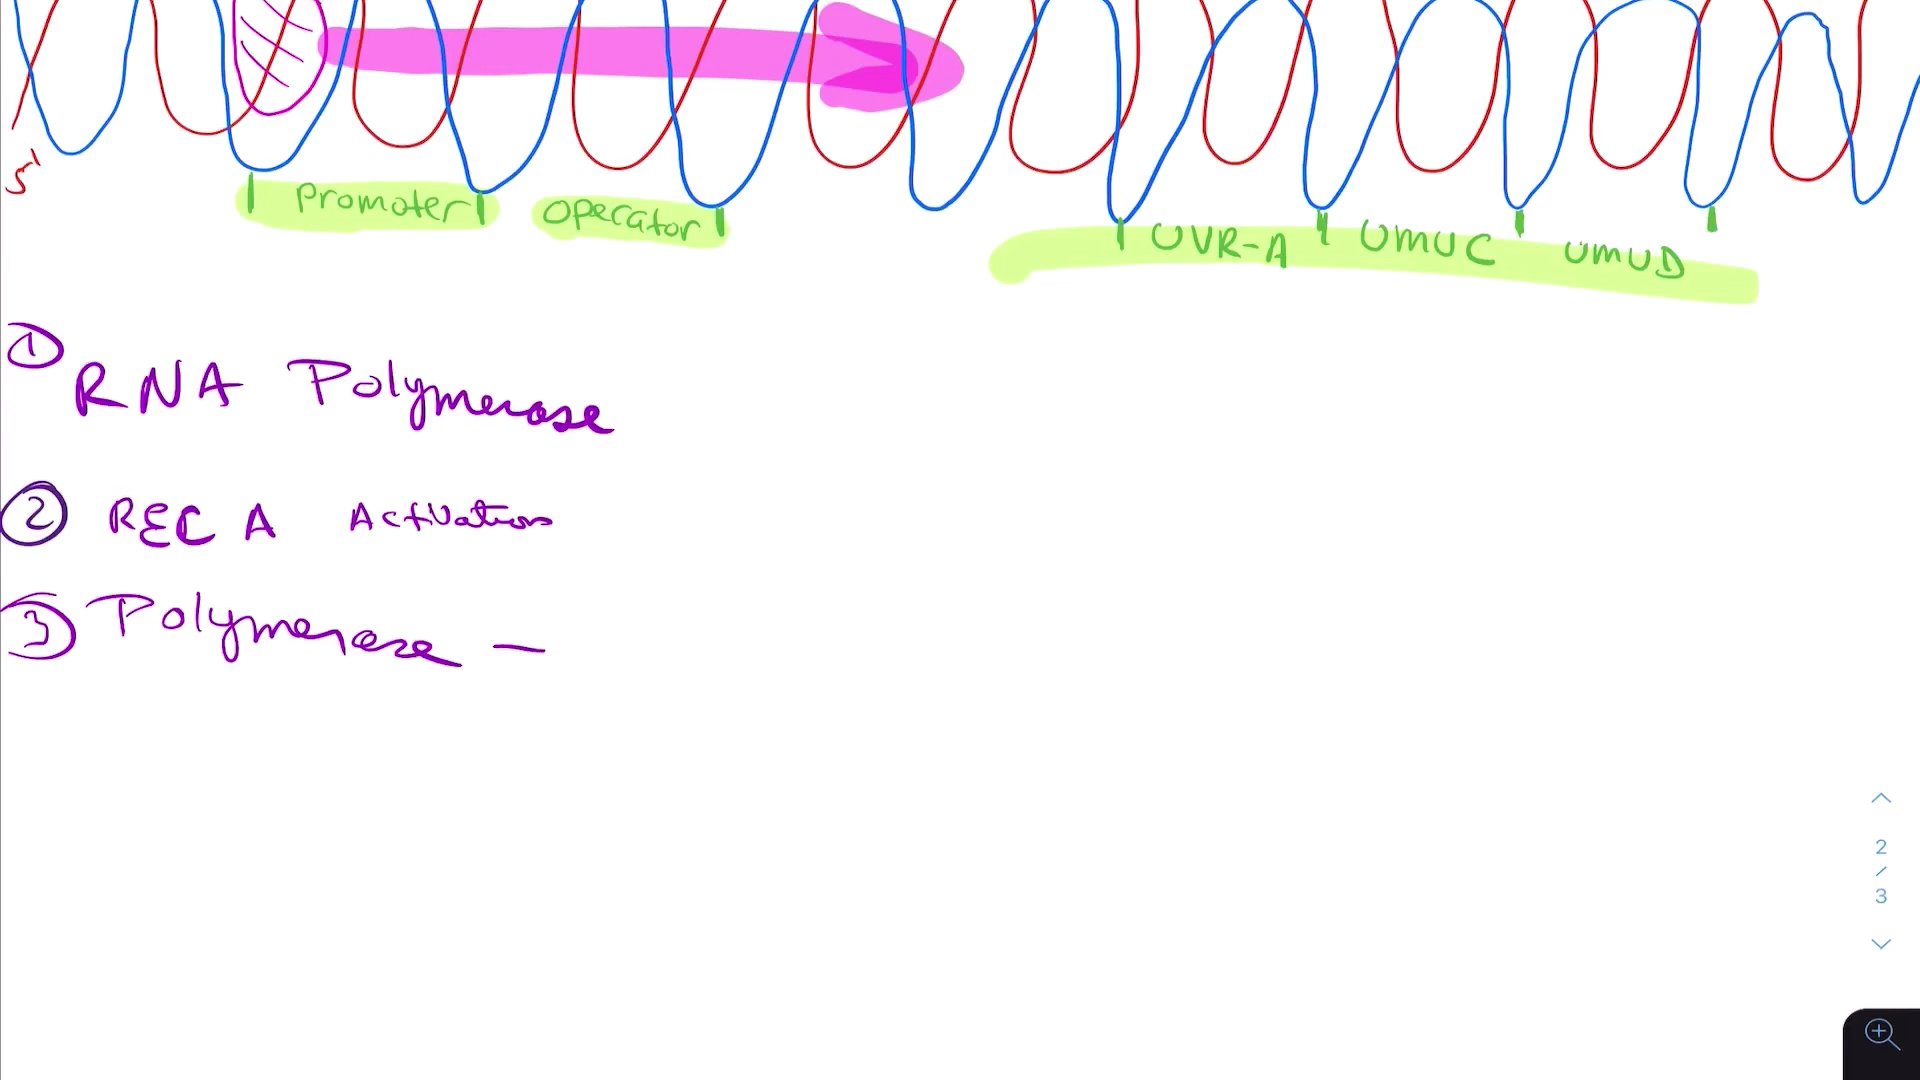 5'
Promoter operator
UVR-A UMUC UMUD
① RNA Polymerase
② REC A Activation
③ Polymerase —
2
/
3